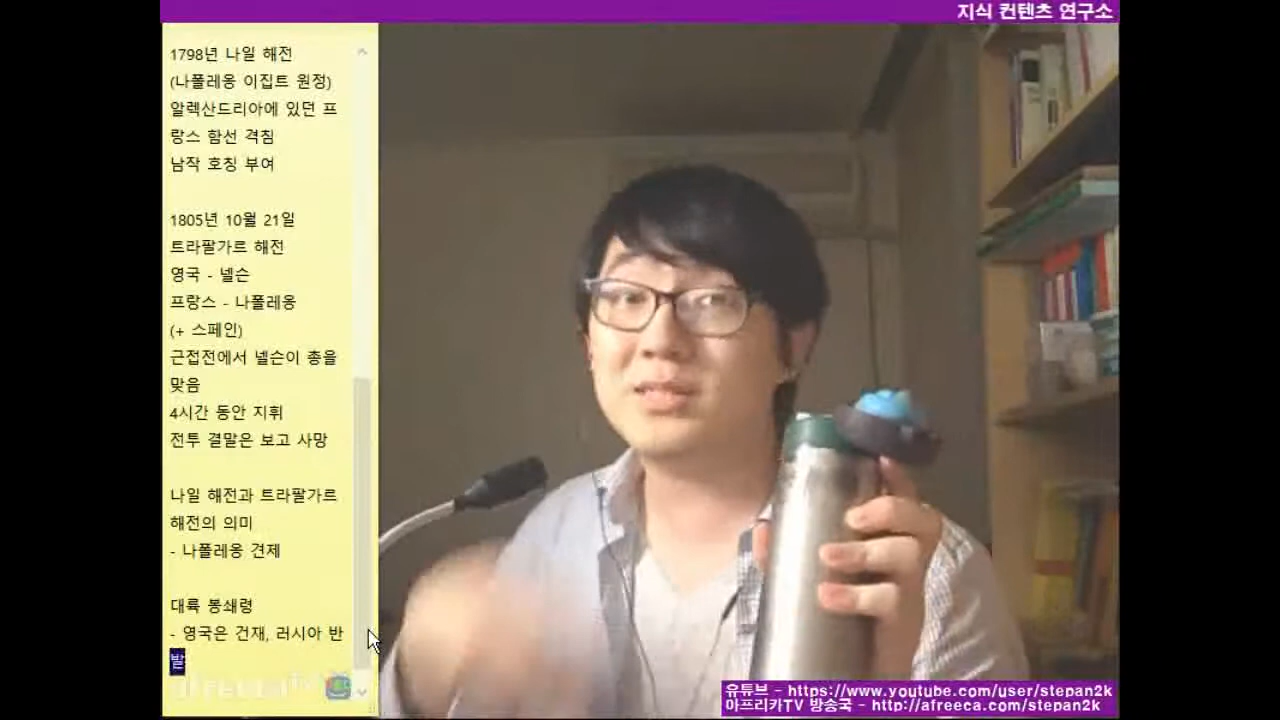 지식 컨텐츠 연구소
1798년 나일 해전
(나폴레옹 이집트 원정)
알렉산드리아에 있던 프
랑스 함선 격침
남작 호칭 부여
1805년 10월 21일
트라팔가르 해전
영국 - 넬슨
프랑스 - 나폴레옹
(+ 스페인)
근접전에서 넬슨이 총을
맞음
4시간 동안 지휘
전투 결말은 보고 사망
나일 해전과 트라팔가르
해전의 의미
- 나폴레옹 견제
대륙 봉쇄령
- 영국은 건재, 러시아 반
발
afreecaTV
유튜브 - https://www.youtube.com/user/stepan2k
아프리카TV 방송국 - http://afreeca.com/stepan2k